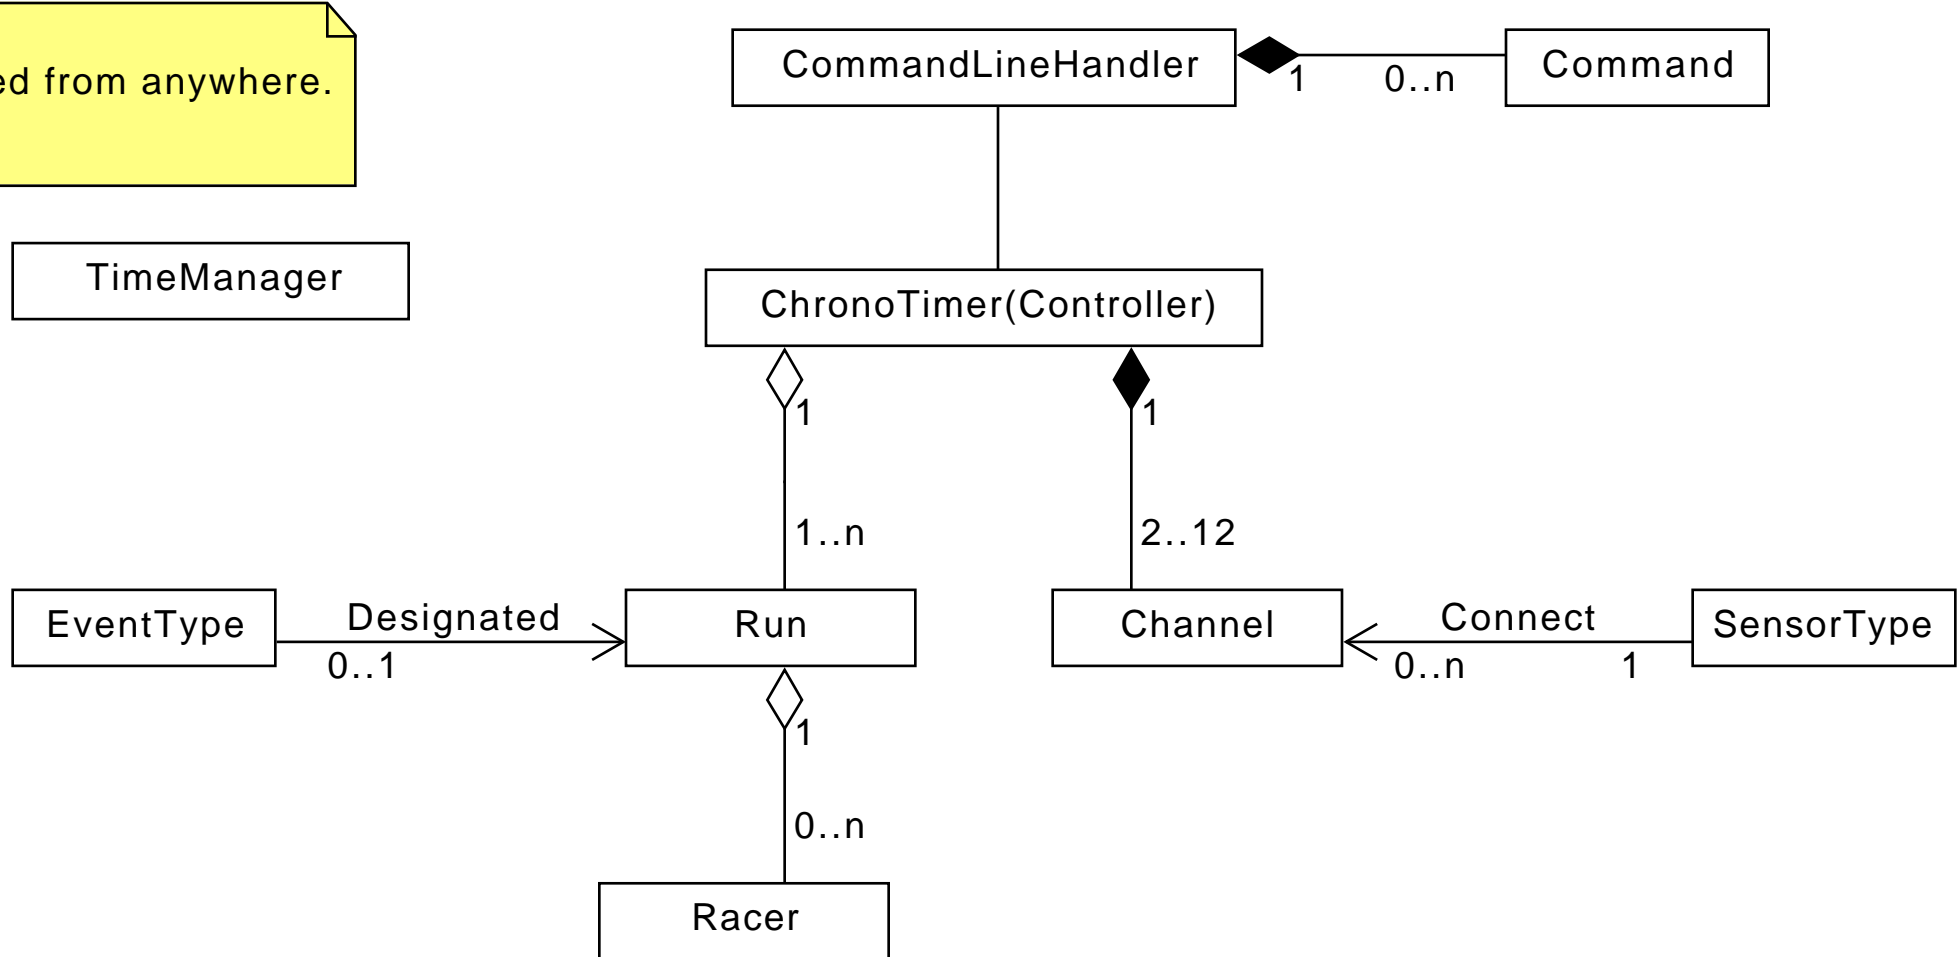 from anywhere.
CommandLineHandler
1
0..n
Command
TimeManager
ChronoTimer(Controller)
1
1
1..n
2..12
EventType
Designated
0..1
Run
Channel
Connect
0..n
1
SensorType
1
0..n
Racer